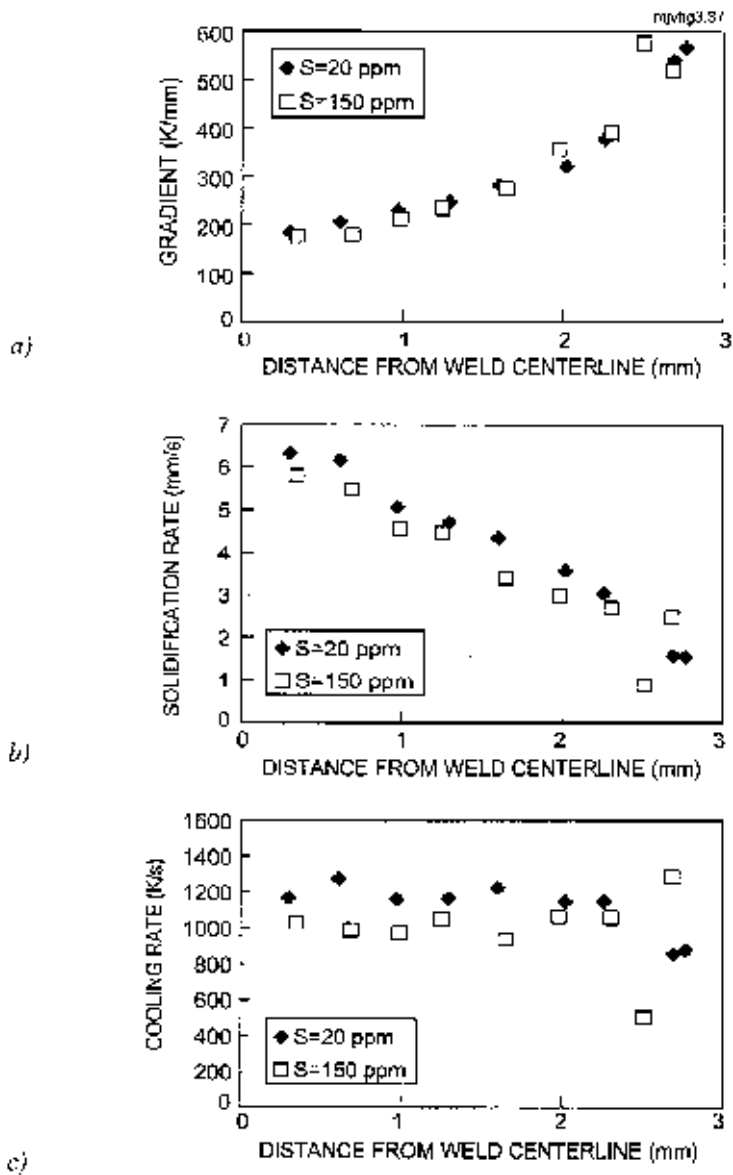 600
500
400
300
200
100
0
GRADIENT (K/mm)
S=20 ppm
S=150 ppm
0 1 2 3
DISTANCE FROM WELD CENTERLINE (mm)
a)
7
6
5
4
3
2
1
0
SOLIDIFICATION RATE (mm/s)
S=20 ppm
S=150 ppm
0 1 2 3
DISTANCE FROM WELD CENTERLINE (mm)
b)
1600
1400
1200
1000
800
600
400
200
0
COOLING RATE (K/s)
S=20 ppm
S=150 ppm
0 1 2 3
DISTANCE FROM WELD CENTERLINE (mm)
c)